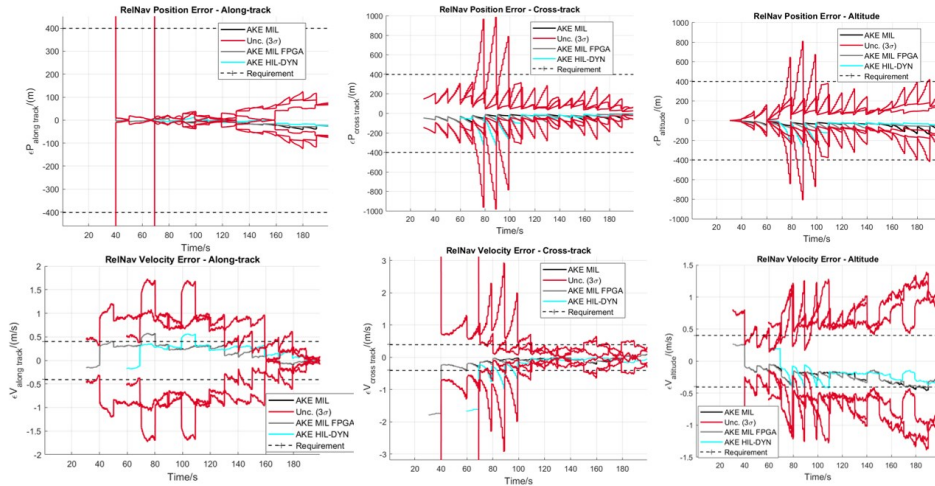 RelNav Position Error - Along-track
400
300
200
100
0
-100
-200
-300
-400
εP along track /(m)
20 40 60 80 100 120 140 160 180
Time/s
AKE MIL
Unc. (3σ)
AKE MIL FPGA
AKE HIL-DYN
Requirement
RelNav Position Error - Cross-track
1000
800
600
400
200
0
-200
-400
-600
-800
-1000
εP cross track /(m)
20 40 60 80 100 120 140 160 180
Time/s
AKE MIL
Unc. (3σ)
AKE MIL FPGA
AKE HIL-DYN
Requirement
RelNav Position Error - Altitude
1000
800
600
400
200
0
-200
-400
-600
-800
-1000
εP altitude /(m)
20 40 60 80 100 120 140 160 180
Time/s
AKE MIL
Unc. (3σ)
AKE MIL FPGA
AKE HIL-DYN
Requirement
RelNav Velocity Error - Along-track
2
1.5
1
0.5
0
-0.5
-1
-1.5
-2
εV along track /(m/s)
20 40 60 80 100 120 140 160 180
Time/s
AKE MIL
Unc. (3σ)
AKE MIL FPGA
AKE HIL-DYN
Requirement
RelNav Velocity Error - Cross-track
3
2
1
0
-1
-2
-3
εV cross track /(m/s)
20 40 60 80 100 120 140 160 180
Time/s
AKE MIL
Unc. (3σ)
AKE MIL FPGA
AKE HIL-DYN
Requirement
RelNav Velocity Error - Altitude
1.5
1
0.5
0
-0.5
-1
-1.5
εV altitude /(m/s)
20 40 60 80 100 120 140 160 180
Time/s
AKE MIL
Unc. (3σ)
AKE MIL FPGA
AKE HIL-DYN
Requirement